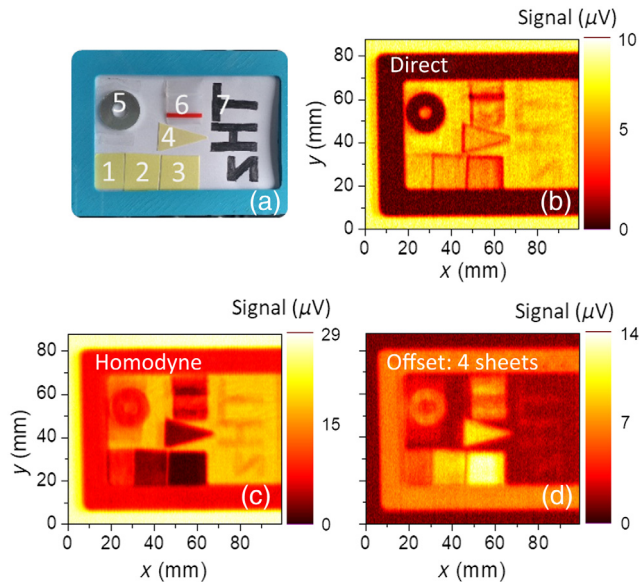 Signal (μV)
5 6 7
4
THz
1 2 3
(a)
Direct
(b)
10
5
0
y (mm)
80
60
40
20
0
0 20 40 60 80
x (mm)
Signal (μV)
Homodyne
(c)
29
15
0
y (mm)
80
60
40
20
0
0 20 40 60 80
x (mm)
Signal (μV)
Offset: 4 sheets
(d)
14
7
0
0 20 40 60 80
x (mm)